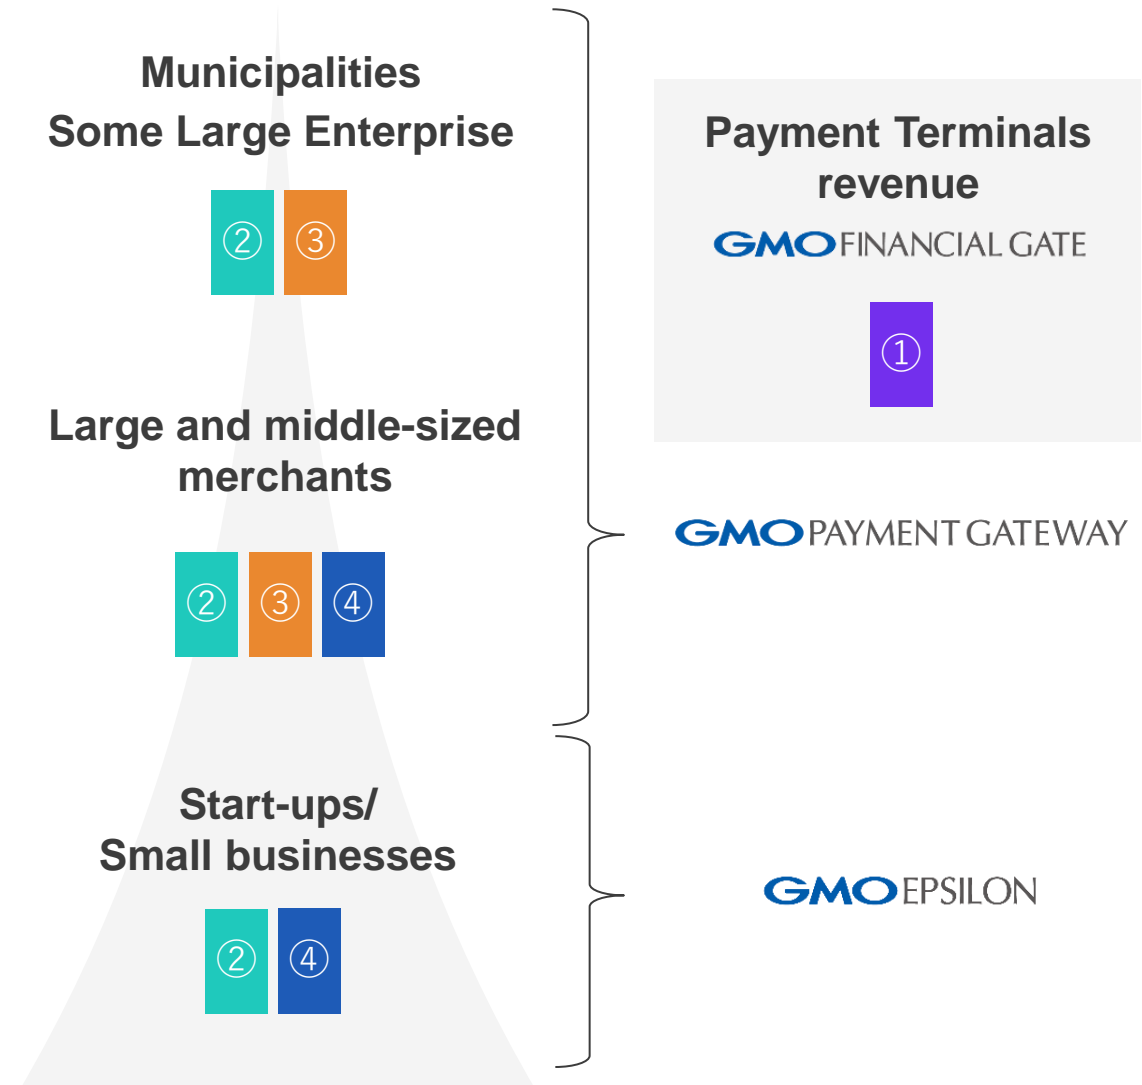 Municipalities
Some Large Enterprise
② ③
Large and middle-sized
merchants
② ③ ④
Start-ups/
Small businesses
② ④
Payment Terminals
revenue
GMO FINANCIAL GATE
①
GMO PAYMENT GATEWAY
GMO EPSILON